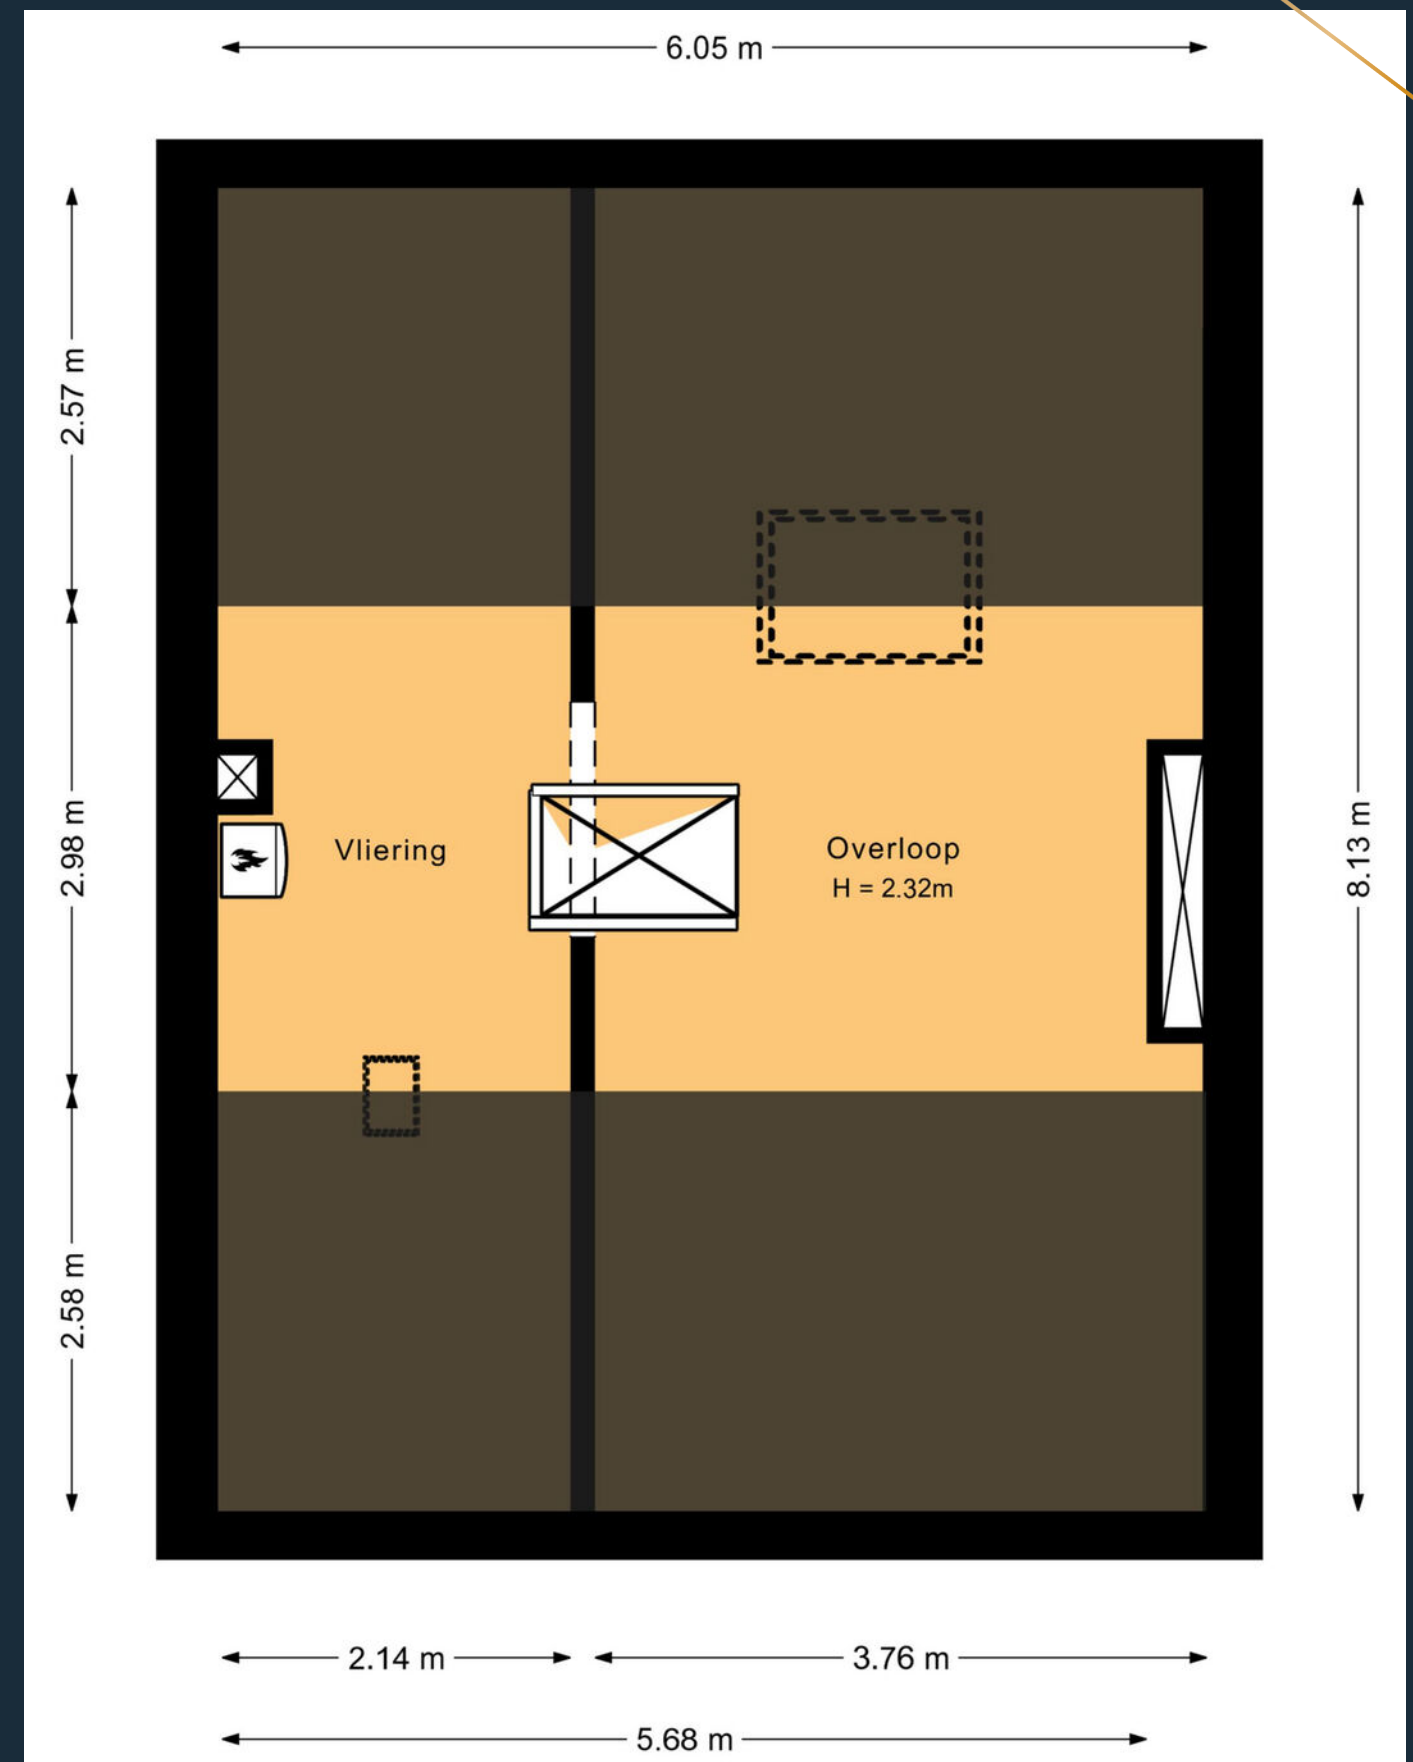 6.05 m
2.57 m
2.98 m
Vliering
Overloop
H = 2.32m
8.13 m
2.58 m
2.14 m
3.76 m
5.68 m